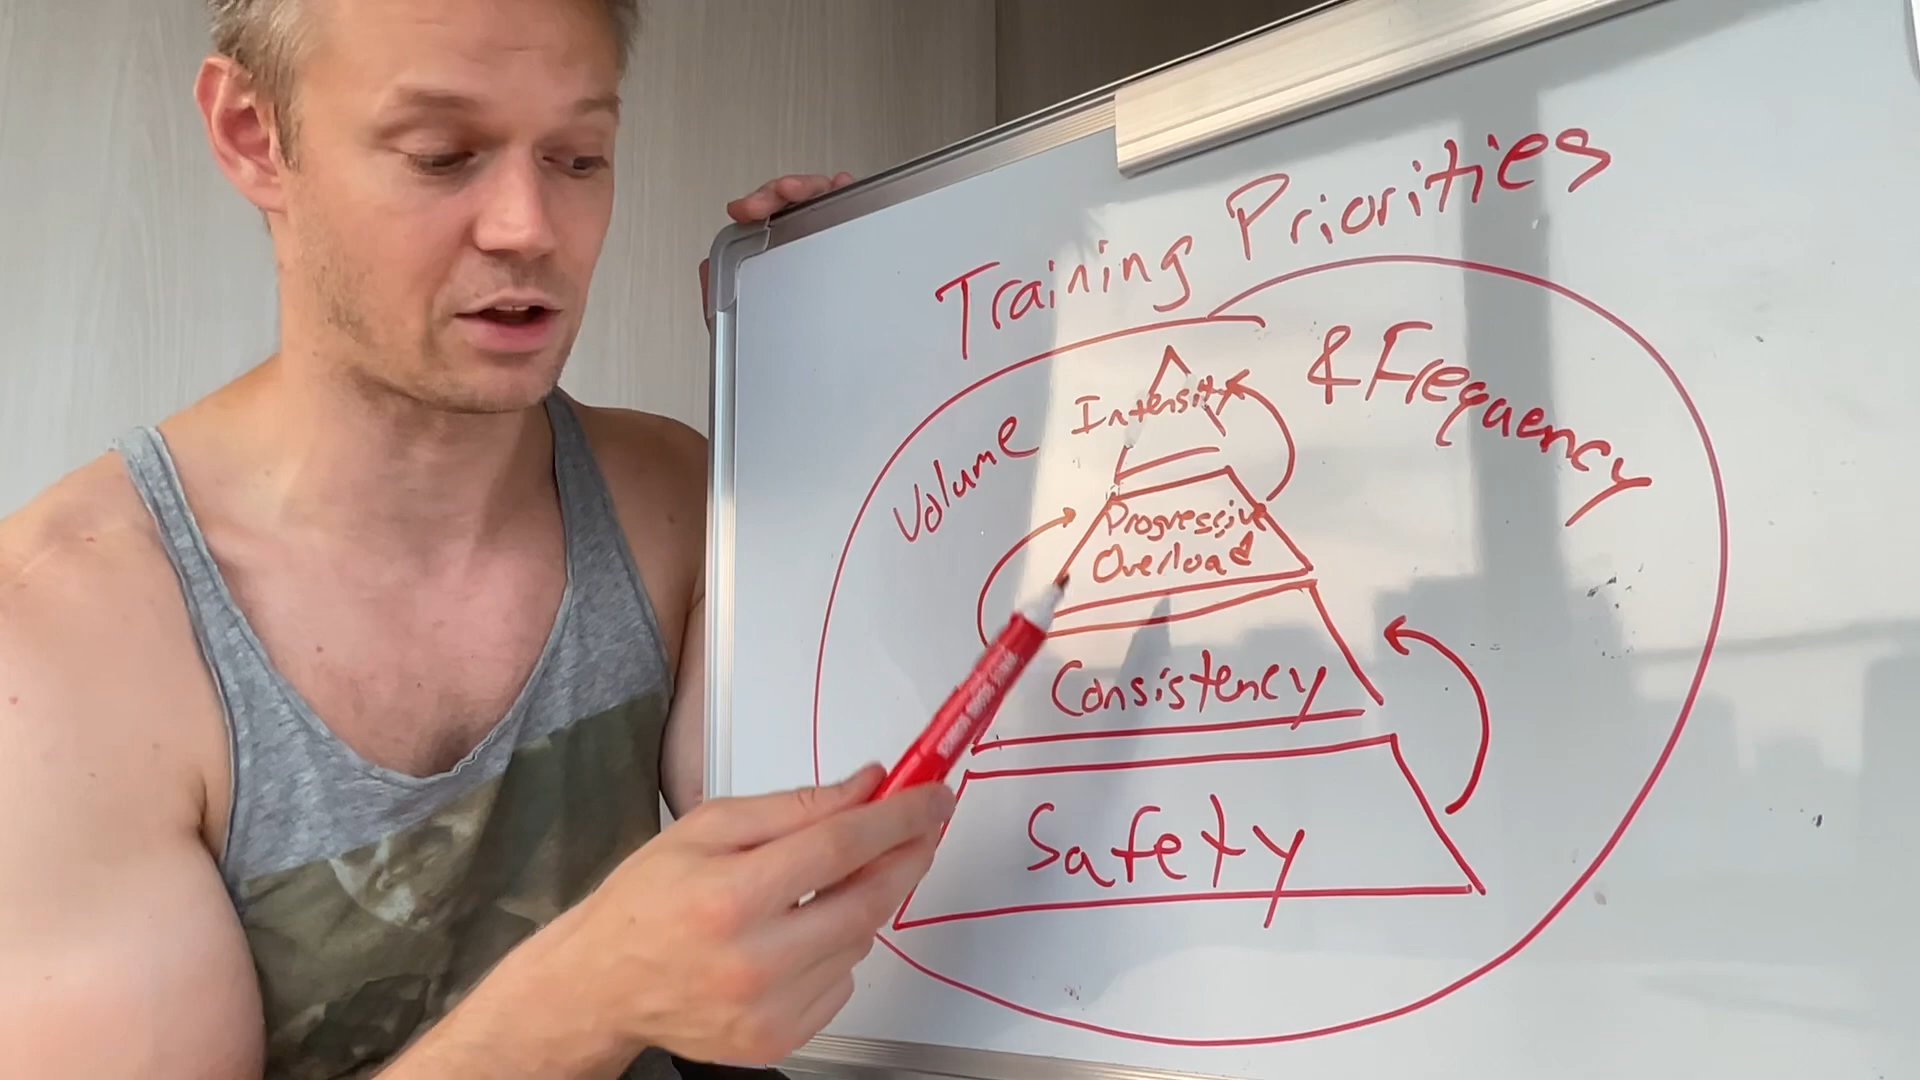 Training Priorities
Volume
& Frequency
Intensity
Progressive
Overload
Consistency
Safety